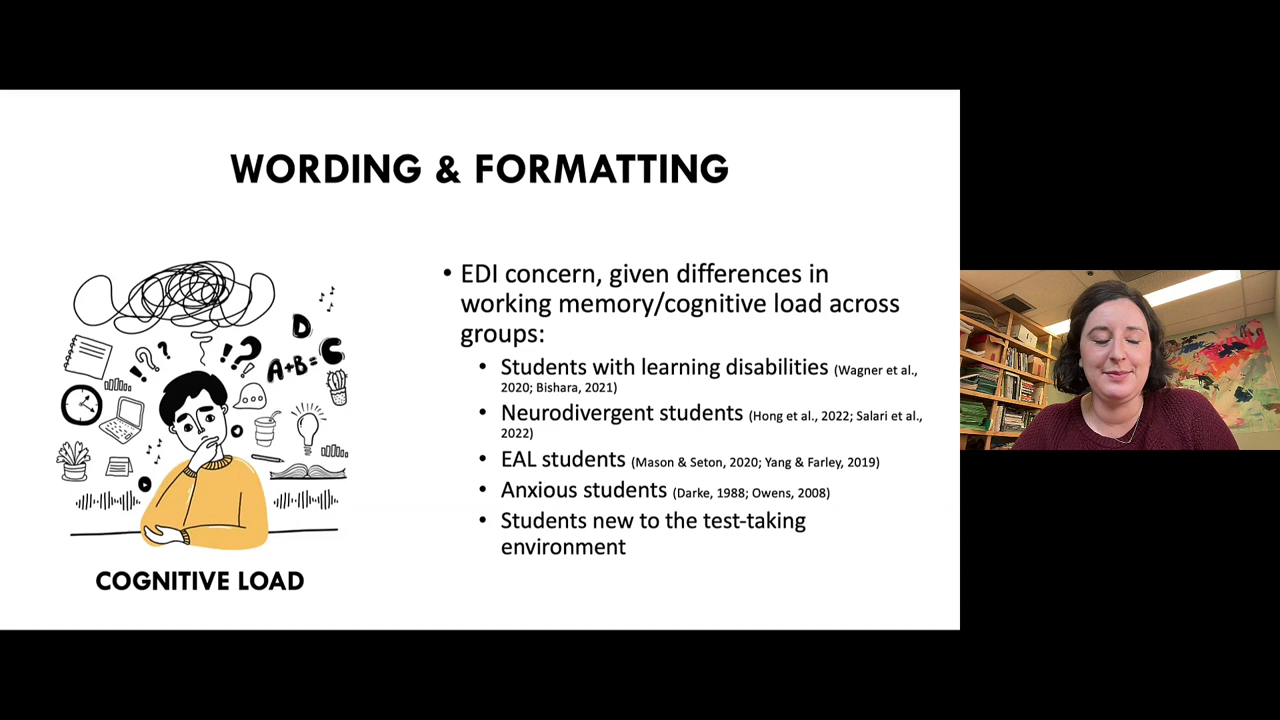 WORDING & FORMATTING
• EDI concern, given differences in
working memory/cognitive load across
groups:
• Students with learning disabilities (Wagner et al.,
2020; Bishara, 2021)
• Neurodivergent students (Hong et al., 2022; Salari et al.,
2022)
• EAL students (Mason & Seton, 2020; Yang & Farley, 2019)
• Anxious students (Darke, 1988; Owens, 2008)
• Students new to the test-taking
environment
D
!?
A+B=C
COGNITIVE LOAD